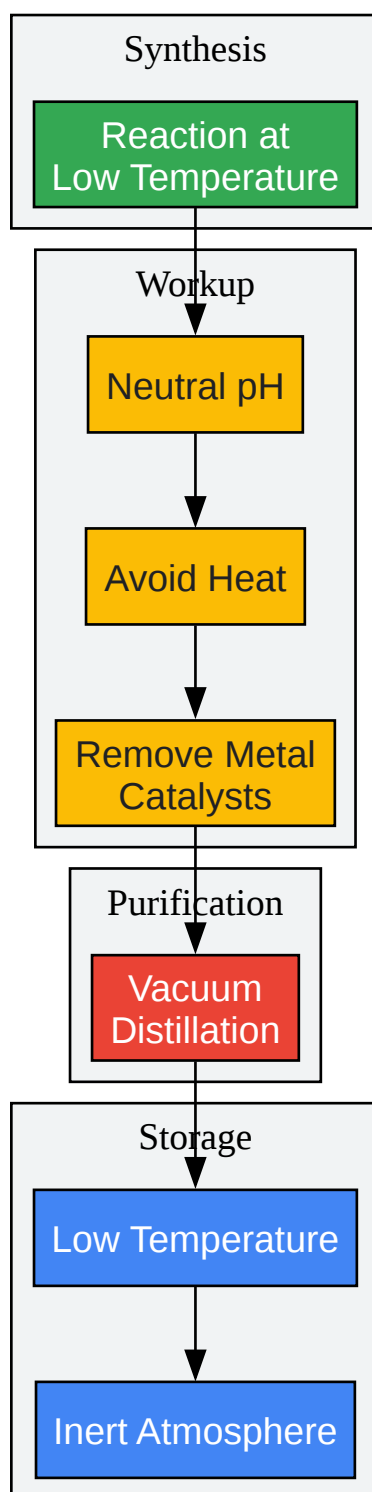 Synthesis
Reaction at
Low Temperature
Workup
Neutral pH
Avoid Heat
Remove Metal
Catalysts
Purification
Vacuum
Distillation
Storage
Low Temperature
Inert Atmosphere